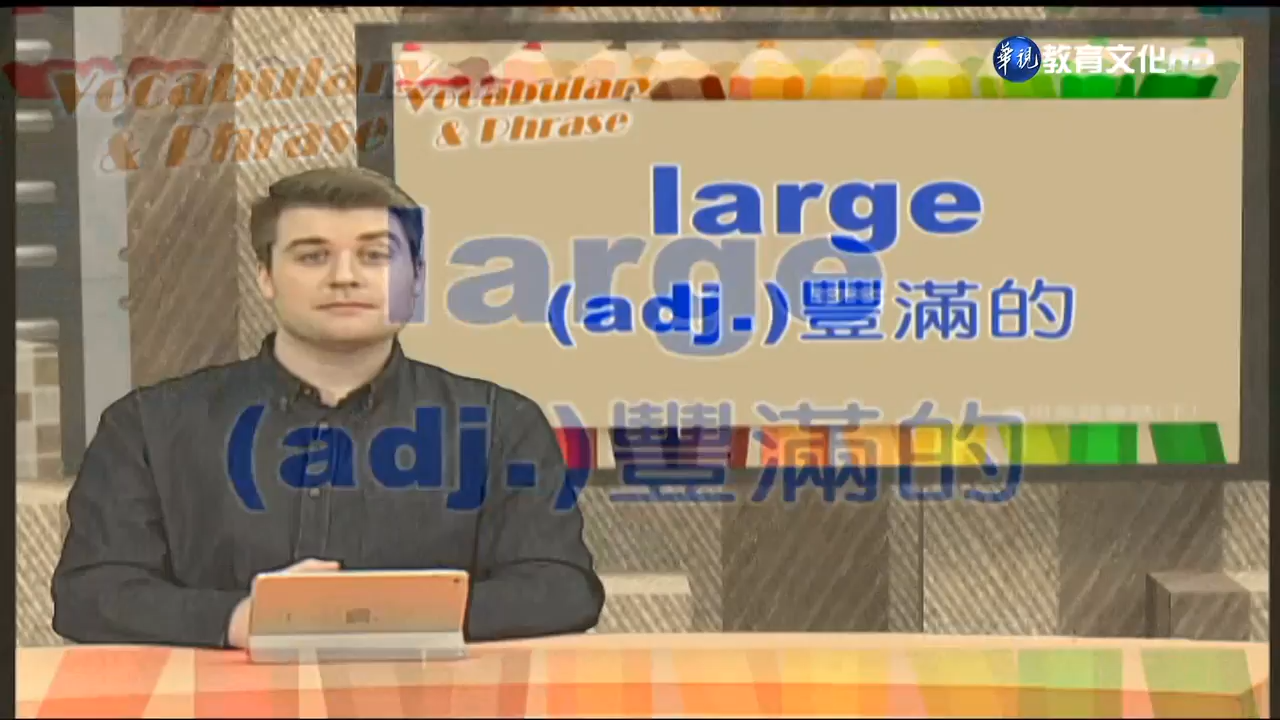 華視 教育文化 HD
Vocabulary
& Phrase
Vocabulary
& Phrase
large
large
(adj.)豐滿的
(adj.)豐滿的